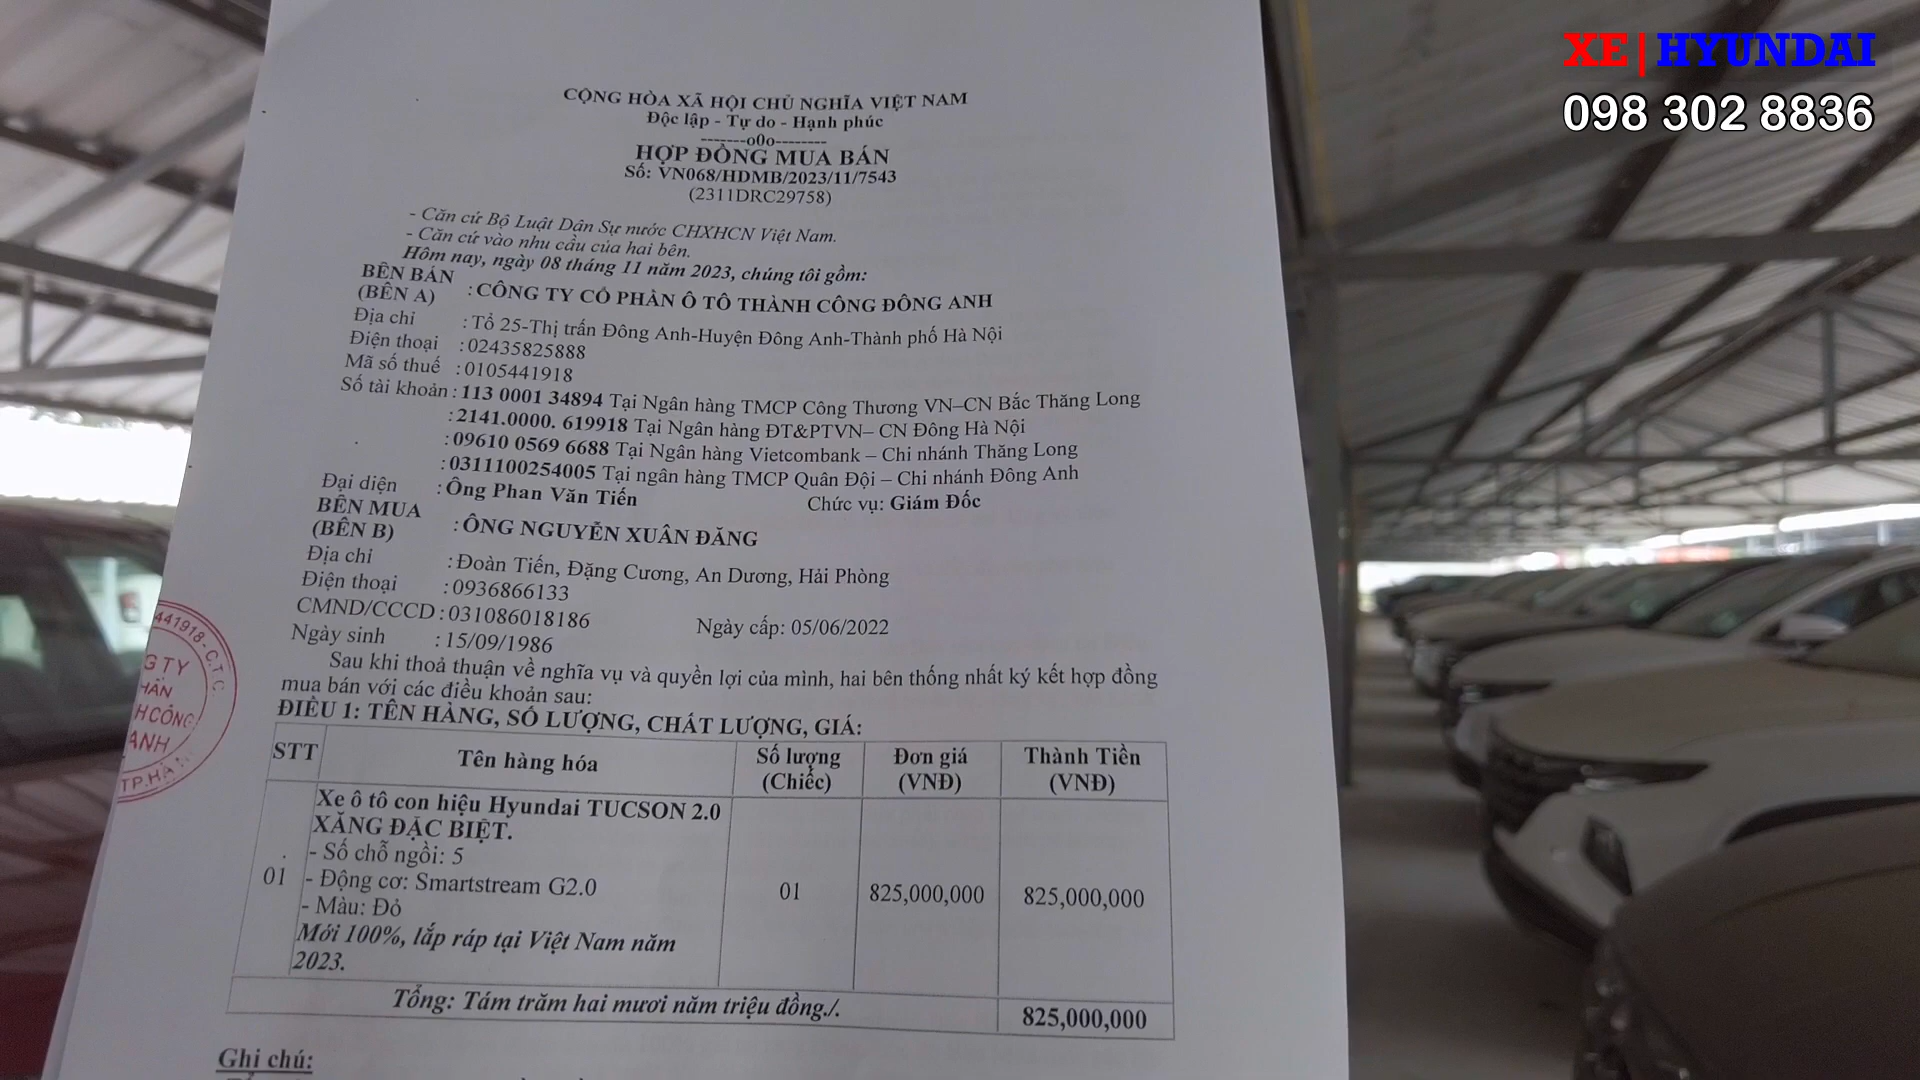 XE|HYUNDAI
098 302 8836
CỘNG HÒA XÃ HỘI CHỦ NGHĨA VIỆT NAM
Độc lập - Tự do - Hạnh phúc
-------o0o--------
HỢP ĐỒNG MUA BÁN
Số: VN068/HDMB/2023/11/7543
(2311DRC29758)
- Căn cứ Bộ Luật Dân Sự nước CHXHCN Việt Nam.
- Căn cứ vào nhu cầu của hai bên.
Hôm nay, ngày 08 tháng 11 năm 2023, chúng tôi gồm:
BÊN BÁN
(BÊN A) : CÔNG TY CỔ PHẦN Ô TÔ THÀNH CÔNG ĐÔNG ANH
Địa chỉ : Tổ 25-Thị trấn Đông Anh-Huyện Đông Anh-Thành phố Hà Nội
Điện thoại : 02435825888
Mã số thuế : 0105441918
Số tài khoản : 113 0001 34894 Tại Ngân hàng TMCP Công Thương VN–CN Bắc Thăng Long
: 2141.0000. 619918 Tại Ngân hàng ĐT&PTVN– CN Đông Hà Nội
: 09610 0569 6688 Tại Ngân hàng Vietcombank – Chi nhánh Thăng Long
: 0311100254005 Tại ngân hàng TMCP Quân Đội – Chi nhánh Đông Anh
Đại diện : Ông Phan Văn Tiến Chức vụ: Giám Đốc
BÊN MUA
(BÊN B) : ÔNG NGUYỄN XUÂN ĐĂNG
Địa chỉ : Đoàn Tiến, Đặng Cương, An Dương, Hải Phòng
Điện thoại : 0936866133
CMND/CCCD : 031086018186 Ngày cấp: 05/06/2022
Ngày sinh : 15/09/1986
Sau khi thoả thuận về nghĩa vụ và quyền lợi của mình, hai bên thống nhất ký kết hợp đồng
mua bán với các điều khoản sau:
ĐIỀU 1: TÊN HÀNG, SỐ LƯỢNG, CHẤT LƯỢNG, GIÁ:
STT Tên hàng hóa Số lượng (Chiếc) Đơn giá (VNĐ) Thành Tiền (VNĐ)
Xe ô tô con hiệu Hyundai TUCSON 2.0
XĂNG ĐẶC BIỆT.
- Số chỗ ngồi: 5
01 - Động cơ: Smartstream G2.0 01 825,000,000 825,000,000
- Màu: Đỏ
Mới 100%, lắp ráp tại Việt Nam năm
2023.
Tổng: Tám trăm hai mươi năm triệu đồng./. 825,000,000
Ghi chú:
441918-C.T.C
G TY
HÂN
H CÔNG
ANH
TP.HÀ